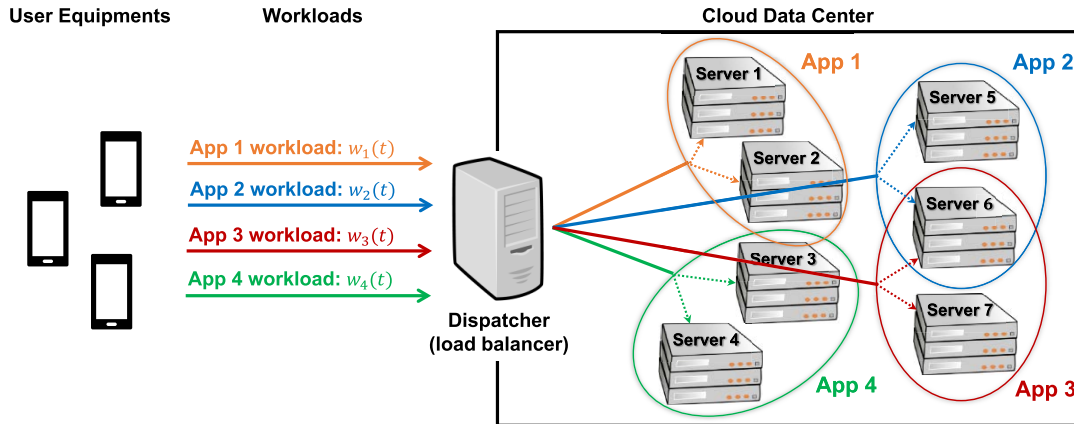 User Equipments
Workloads
Cloud Data Center
App 1 workload: w₁(t)
App 2 workload: w₂(t)
App 3 workload: w₃(t)
App 4 workload: w₄(t)
Dispatcher
(load balancer)
Server 1
App 1
Server 2
App 2
Server 5
Server 6
Server 3
Server 4
App 4
Server 7
App 3